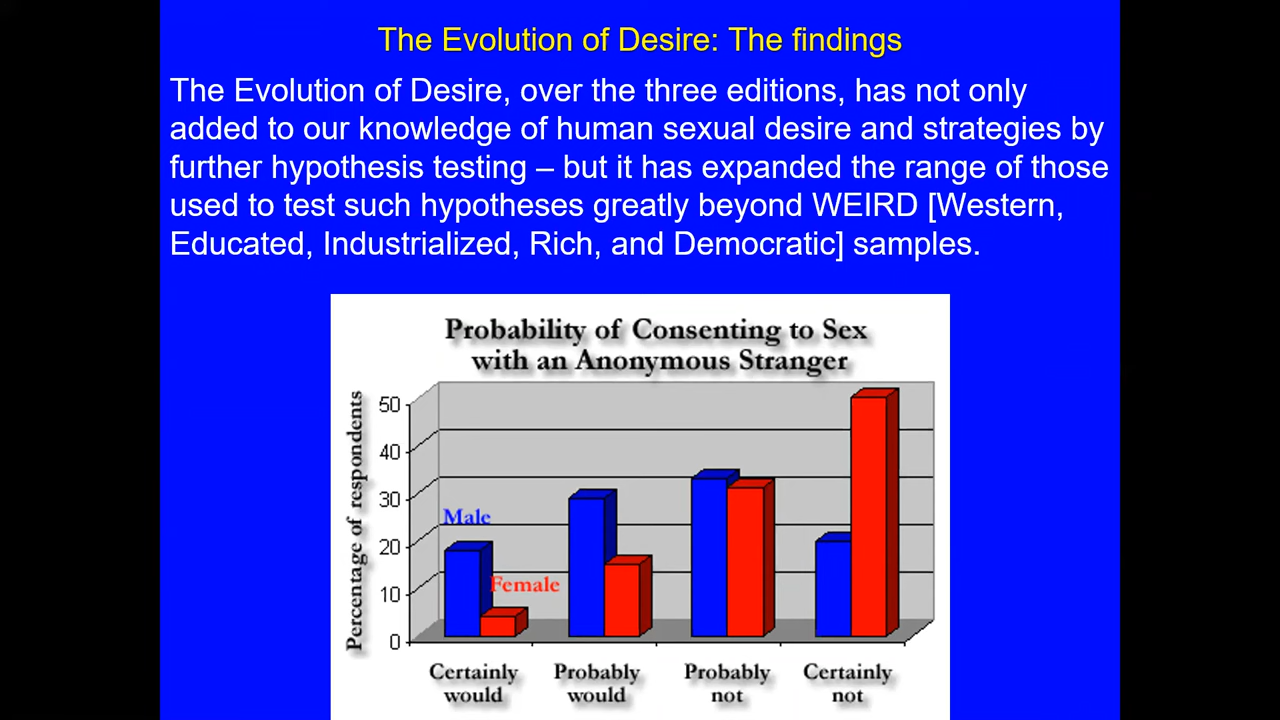 The Evolution of Desire: The findings
The Evolution of Desire, over the three editions, has not only
added to our knowledge of human sexual desire and strategies by
further hypothesis testing – but it has expanded the range of those
used to test such hypotheses greatly beyond WEIRD [Western,
Educated, Industrialized, Rich, and Democratic] samples.
Probability of Consenting to Sex
with an Anonymous Stranger
Percentage of respondents
50
40
30
20
10
0
Male
Female
Certainly
would
Probably
would
Probably
not
Certainly
not